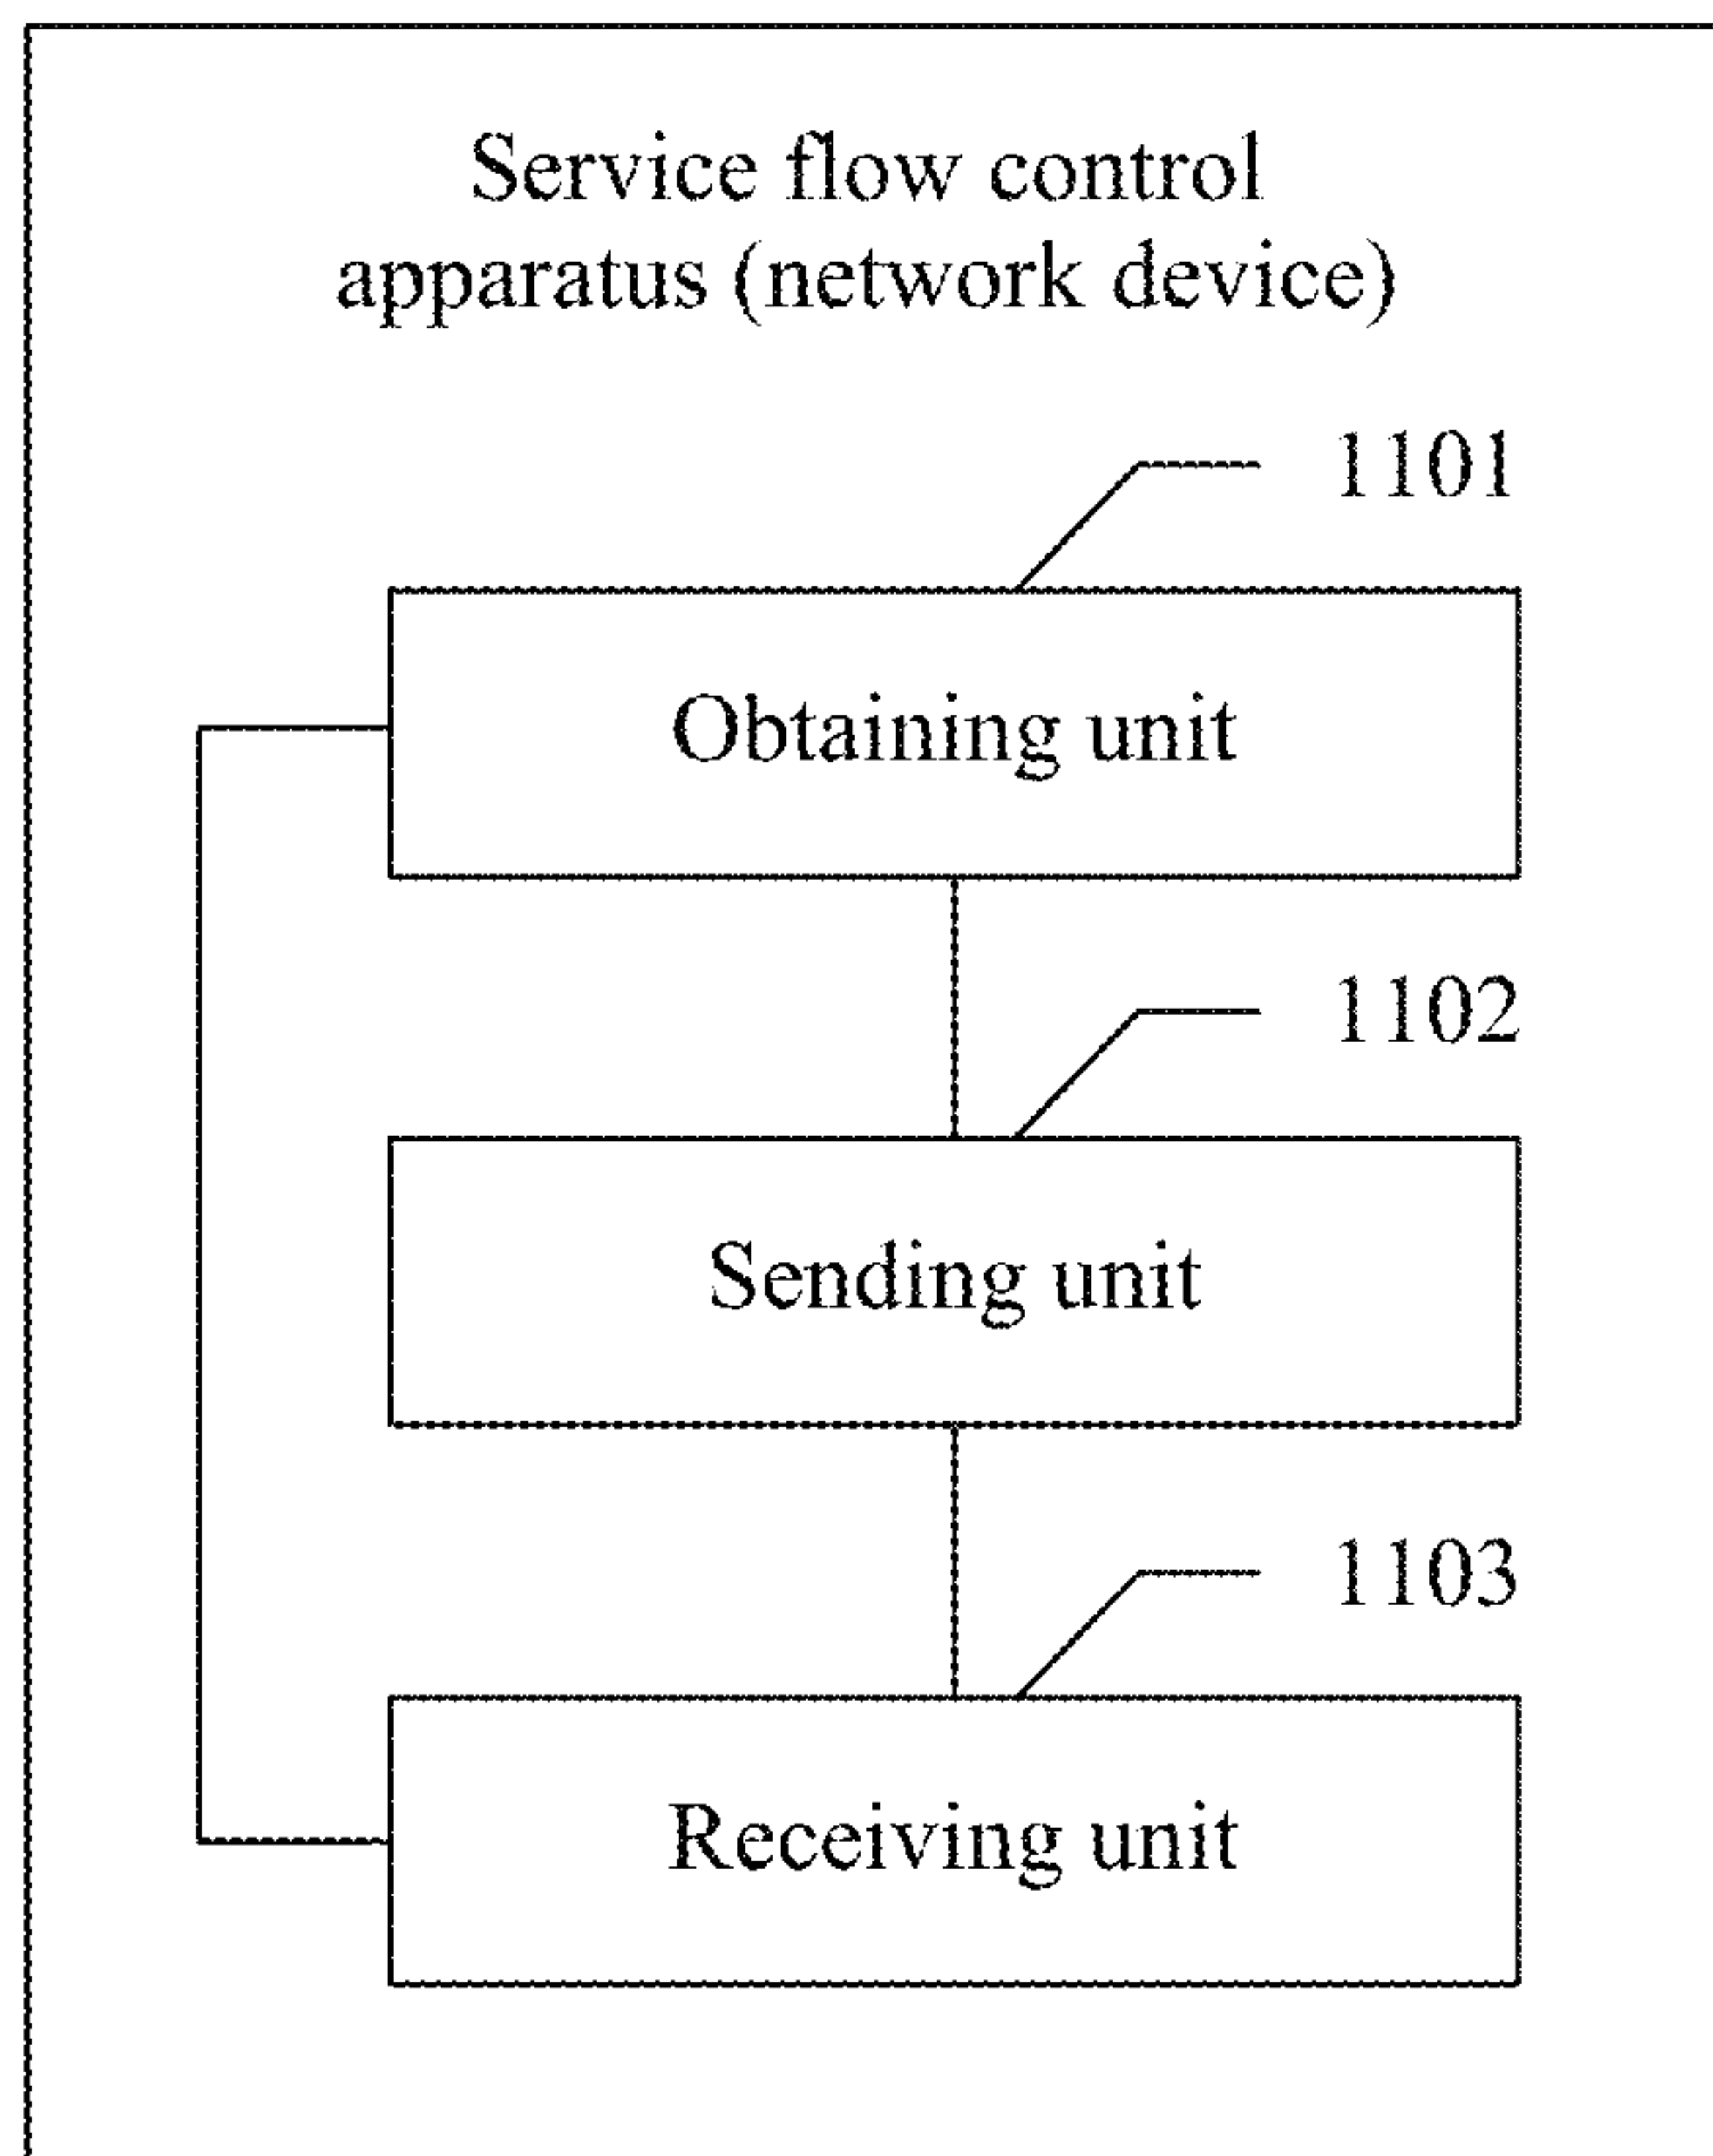 Service flow control
apparatus (network device)
1101
Obtaining unit
1102
Sending unit
1103
Receiving unit